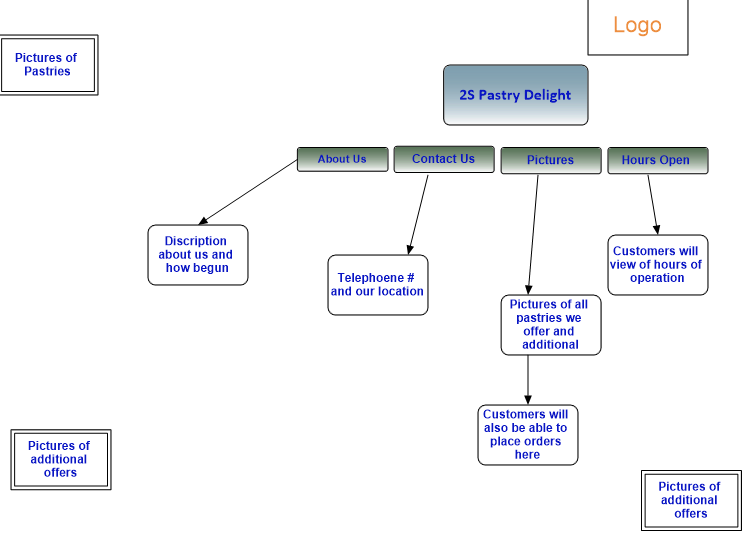 Logo
Pictures of
Pastries
2S Pastry Delight
About Us
Contact Us
Pictures
Hours Open
Discription
about us and
how begun
Telephoene #
and our location
Customers will
view of hours of
operation
Pictures of all
pastries we
offer and
additional
Customers will
also be able to
place orders
here
Pictures of
additional
offers
Pictures of
additional
offers